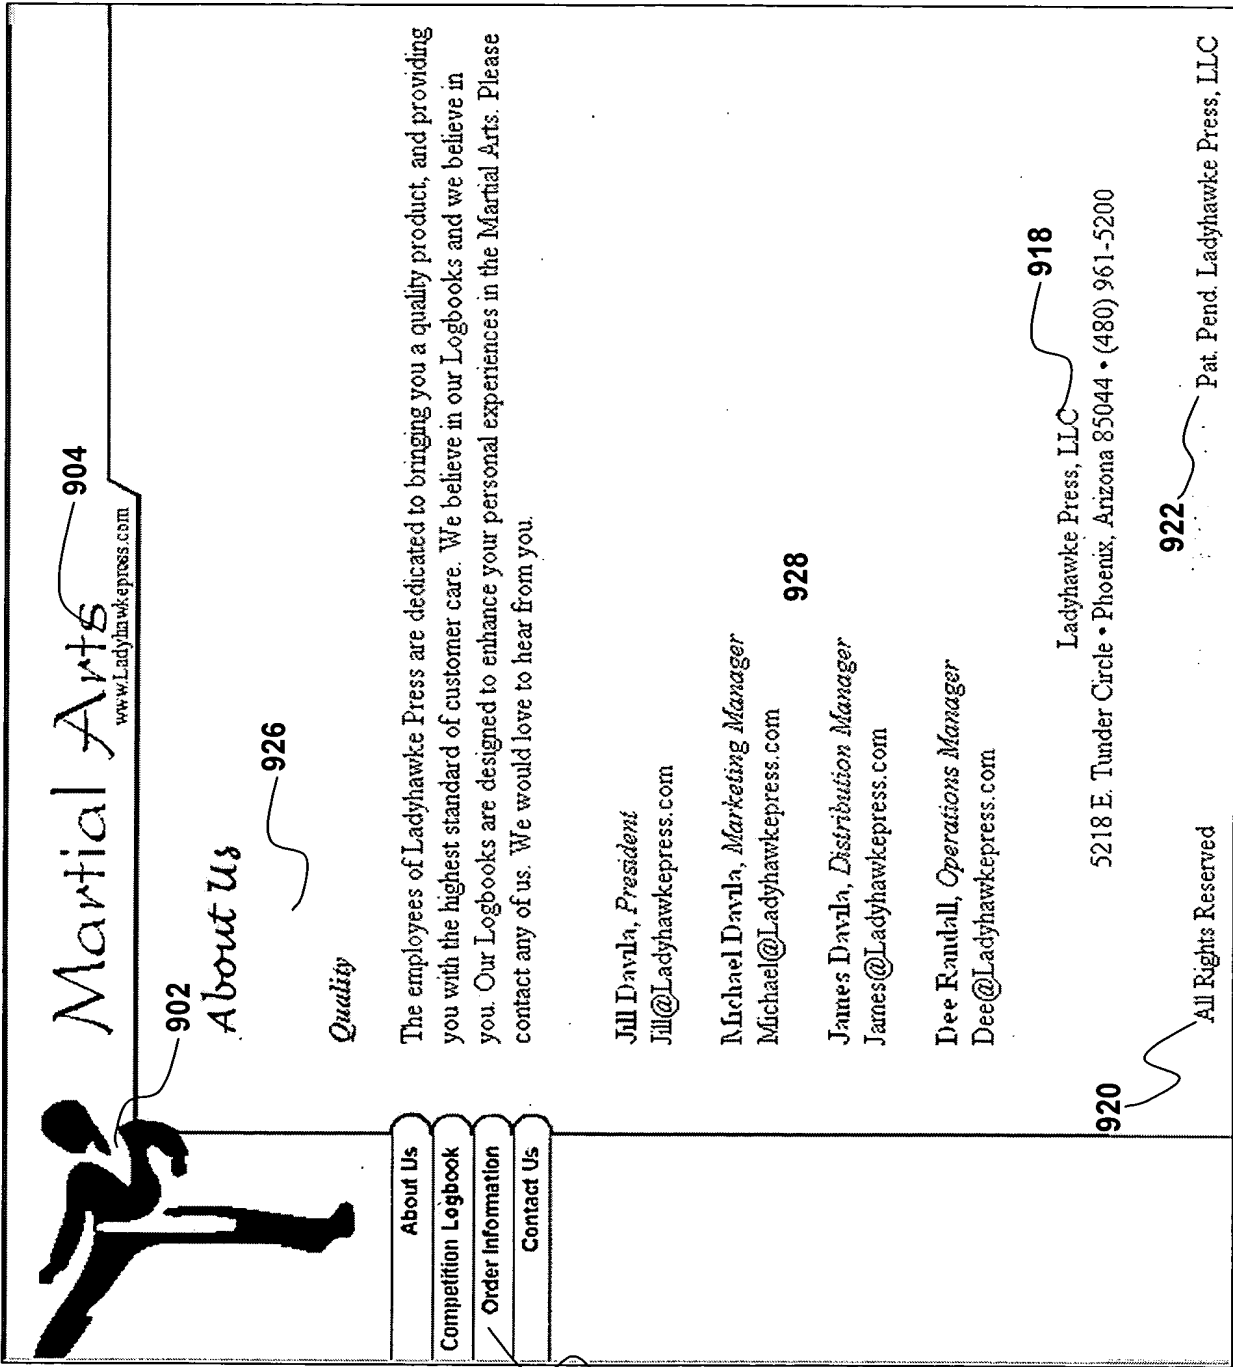 Martial Arts
904
www.Ladyhawkepress.com
902
About Us
926
Quality
The employees of Ladyhawke Press are dedicated to bringing you a quality product, and providing
you with the highest standard of customer care. We believe in our Logbooks and we believe in
you. Our Logbooks are designed to enhance your personal experiences in the Martial Arts. Please
contact any of us. We would love to hear from you.
About Us
Competition Logbook
Order Information
Contact Us
Jill Davila, President
Jill@Ladyhawkepress.com
Michael Davila, Marketing Manager
Michael@Ladyhawkepress.com
928
James Davila, Distribution Manager
James@Ladyhawkepress.com
Dee Randall, Operations Manager
Dee@Ladyhawkepress.com
918
Ladyhawke Press, LLC
5218 E. Tunder Circle • Phoenix, Arizona 85044 • (480) 961-5200
920
922
All Rights Reserved
Pat. Pend. Ladyhawke Press, LLC